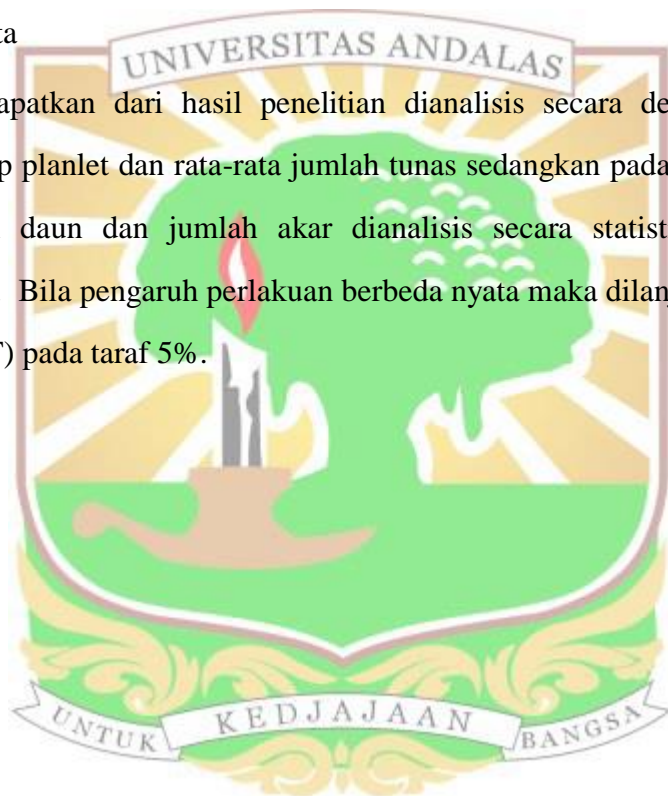 ta
UNIVERSITAS ANDALAS
apatkan dari hasil penelitian dianalisis secara de
p planlet dan rata-rata jumlah tunas sedangkan pada
daun dan jumlah akar dianalisis secara statist
Bila pengaruh perlakuan berbeda nyata maka dilan
) pada taraf 5%.
UNTUK KEDJAJAAN BANGSA